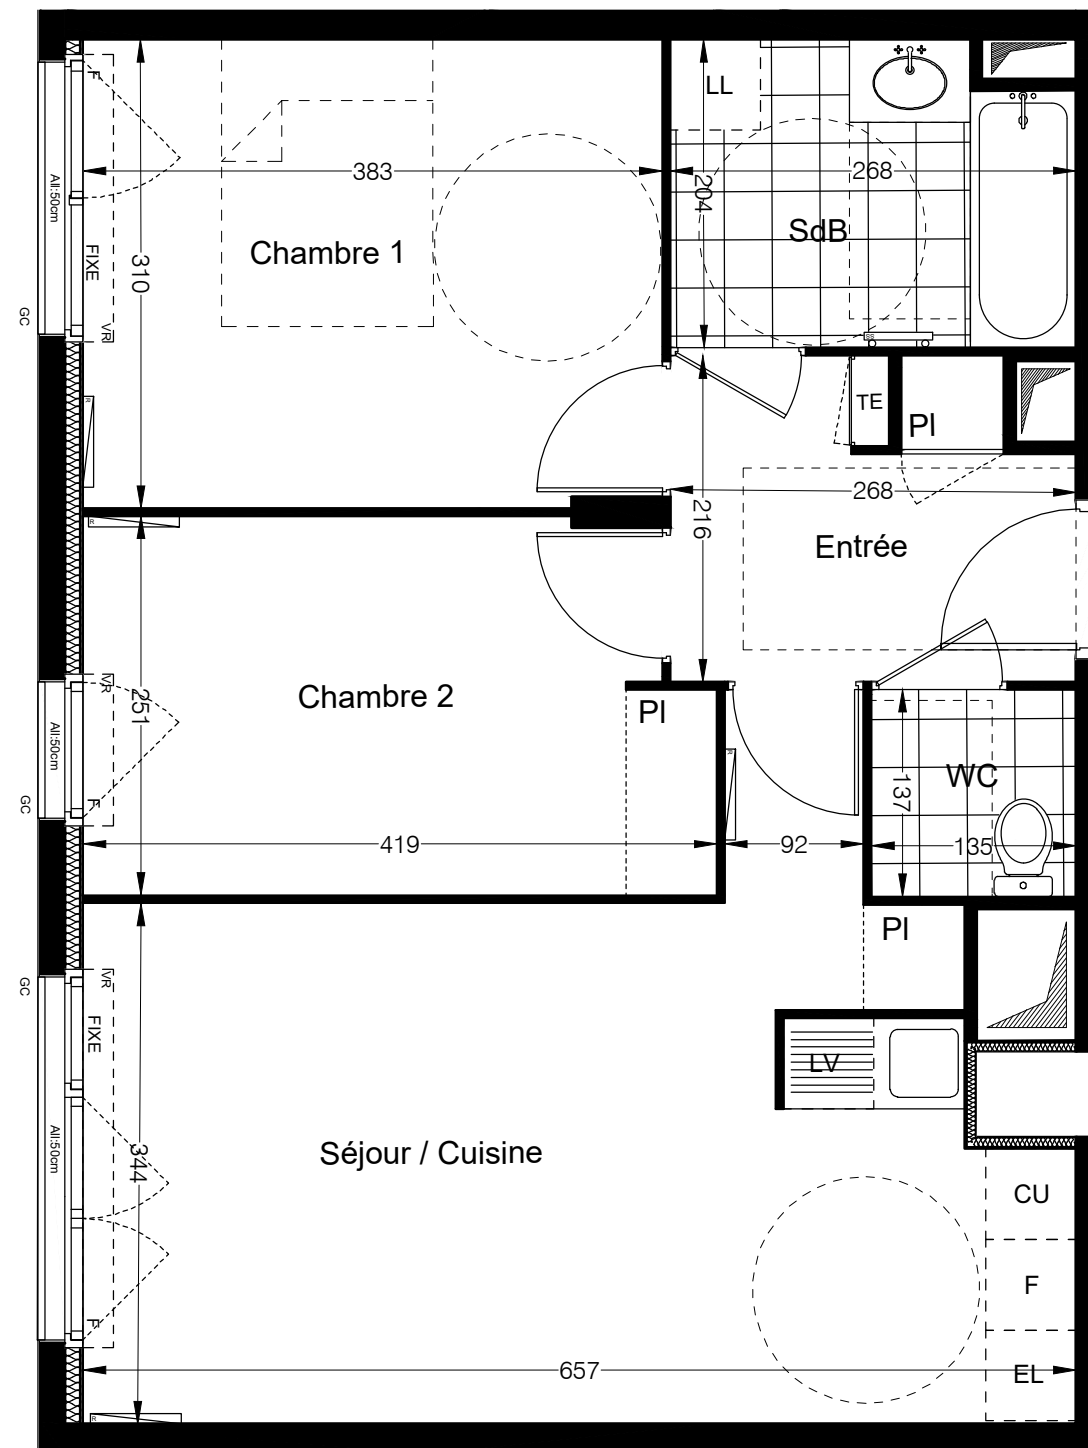 LL
F
383
268
204
All:50cm
SdB
FIXE
Chambre 1
310
GC
VR
SS
TE
R
Pl
268
216
R
Entrée
VR
251
Chambre 2
Pl
All:50cm
R
WC
137
GC
F
419
92
135
Pl
GC
VR
FIXE
LV
All:50cm
344
Séjour / Cuisine
CU
F
F
657
EL
R